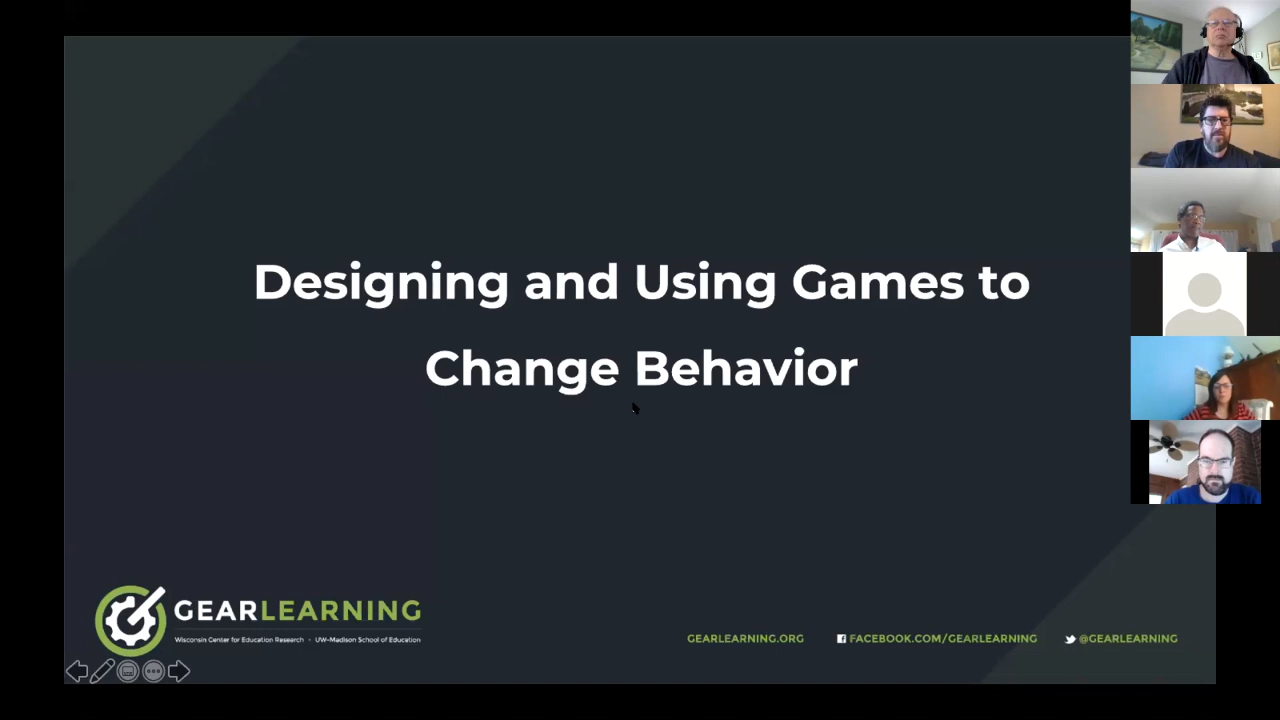 Designing and Using Games to
Change Behavior
GEARLEARNING
Wisconsin Center for Education Research • UW-Madison School of Education
GEARLEARNING.ORG
FACEBOOK.COM/GEARLEARNING
@GEARLEARNING